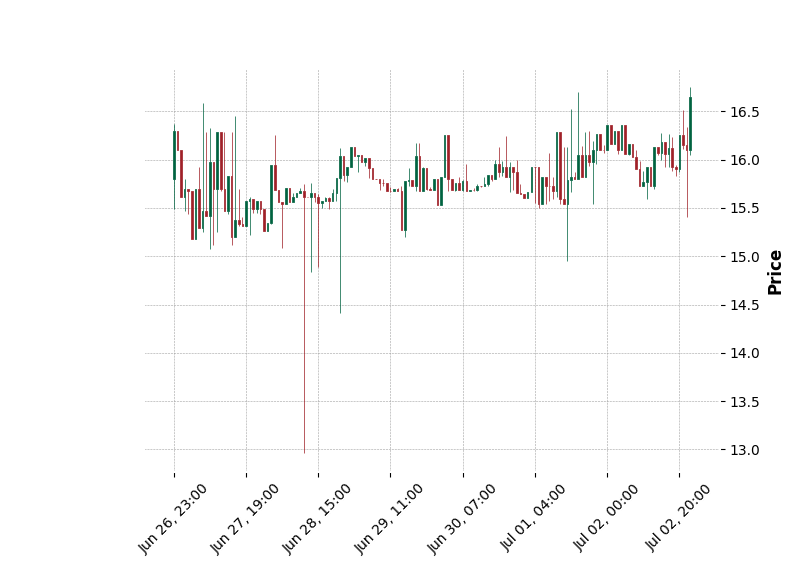 16.5
16.0
15.5
15.0
14.5
14.0
13.5
13.0
Price
Jun 26, 23:00
Jun 27, 19:00
Jun 28, 15:00
Jun 29, 11:00
Jun 30, 07:00
Jul 01, 04:00
Jul 02, 00:00
Jul 02, 20:00